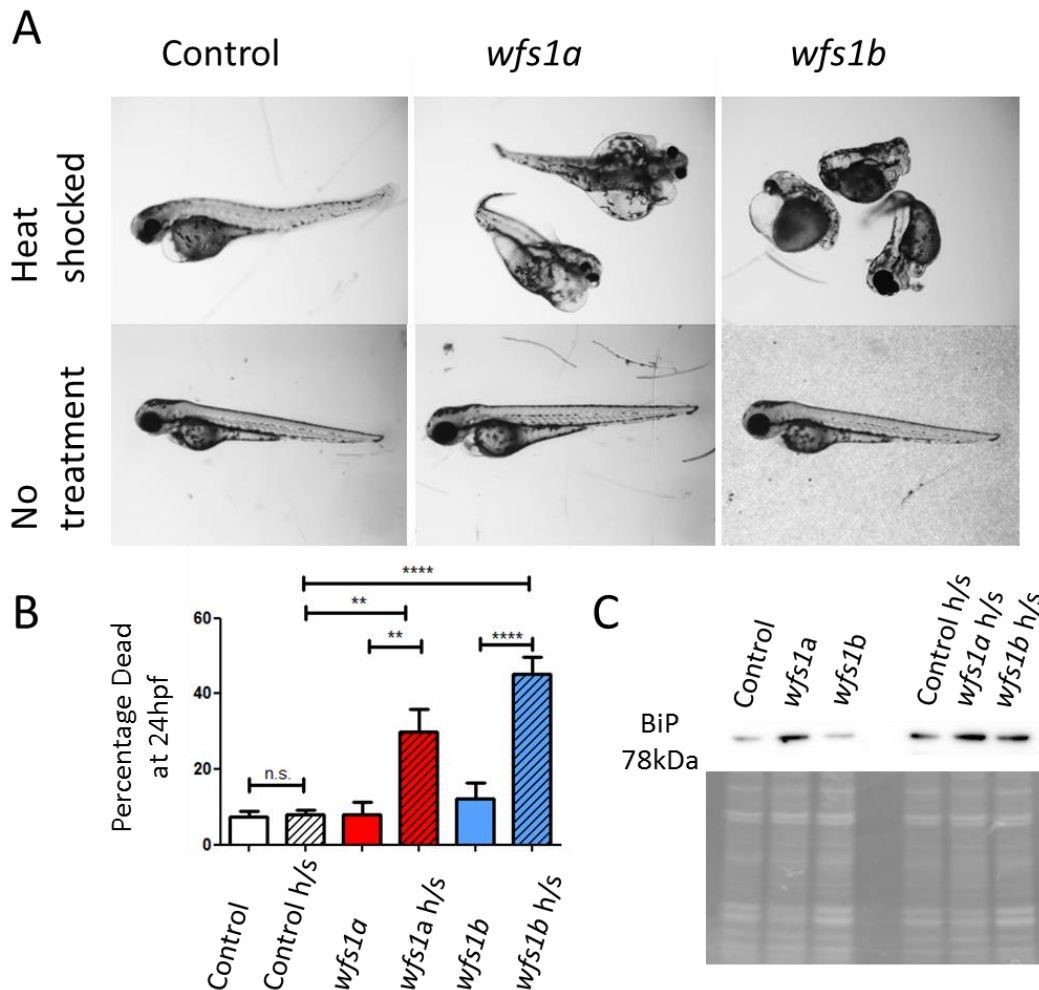 A
Control
wfs1a
wfs1b
Heat
shocked
No
treatment
B
Percentage Dead
at 24hpf
60
40
20
0
n.s.
**
**
****
****
Control
Control h/s
wfs1a
wfs1a h/s
wfs1b
wfs1b h/s
C
Control
wfs1a
wfs1b
Control h/s
wfs1a h/s
wfs1b h/s
BiP
78kDa